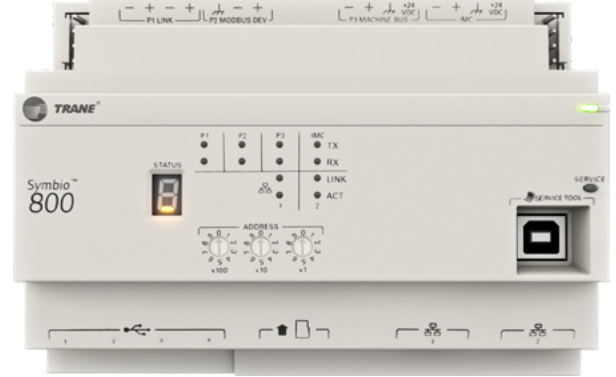 − + − +
P1 LINK
− +
P2 MODBUS DEV
− + +24 VDC
P3 MACHINE BUS
− + +24 VDC
IMC
TRANE®
P1 P2 P3 IMC
TX
RX
LINK
ACT
1 2
STATUS
Symbio™
800
SERVICE
SERVICE TOOL
ADDRESS
x100 x10 x1
1 2 3 4
1
2